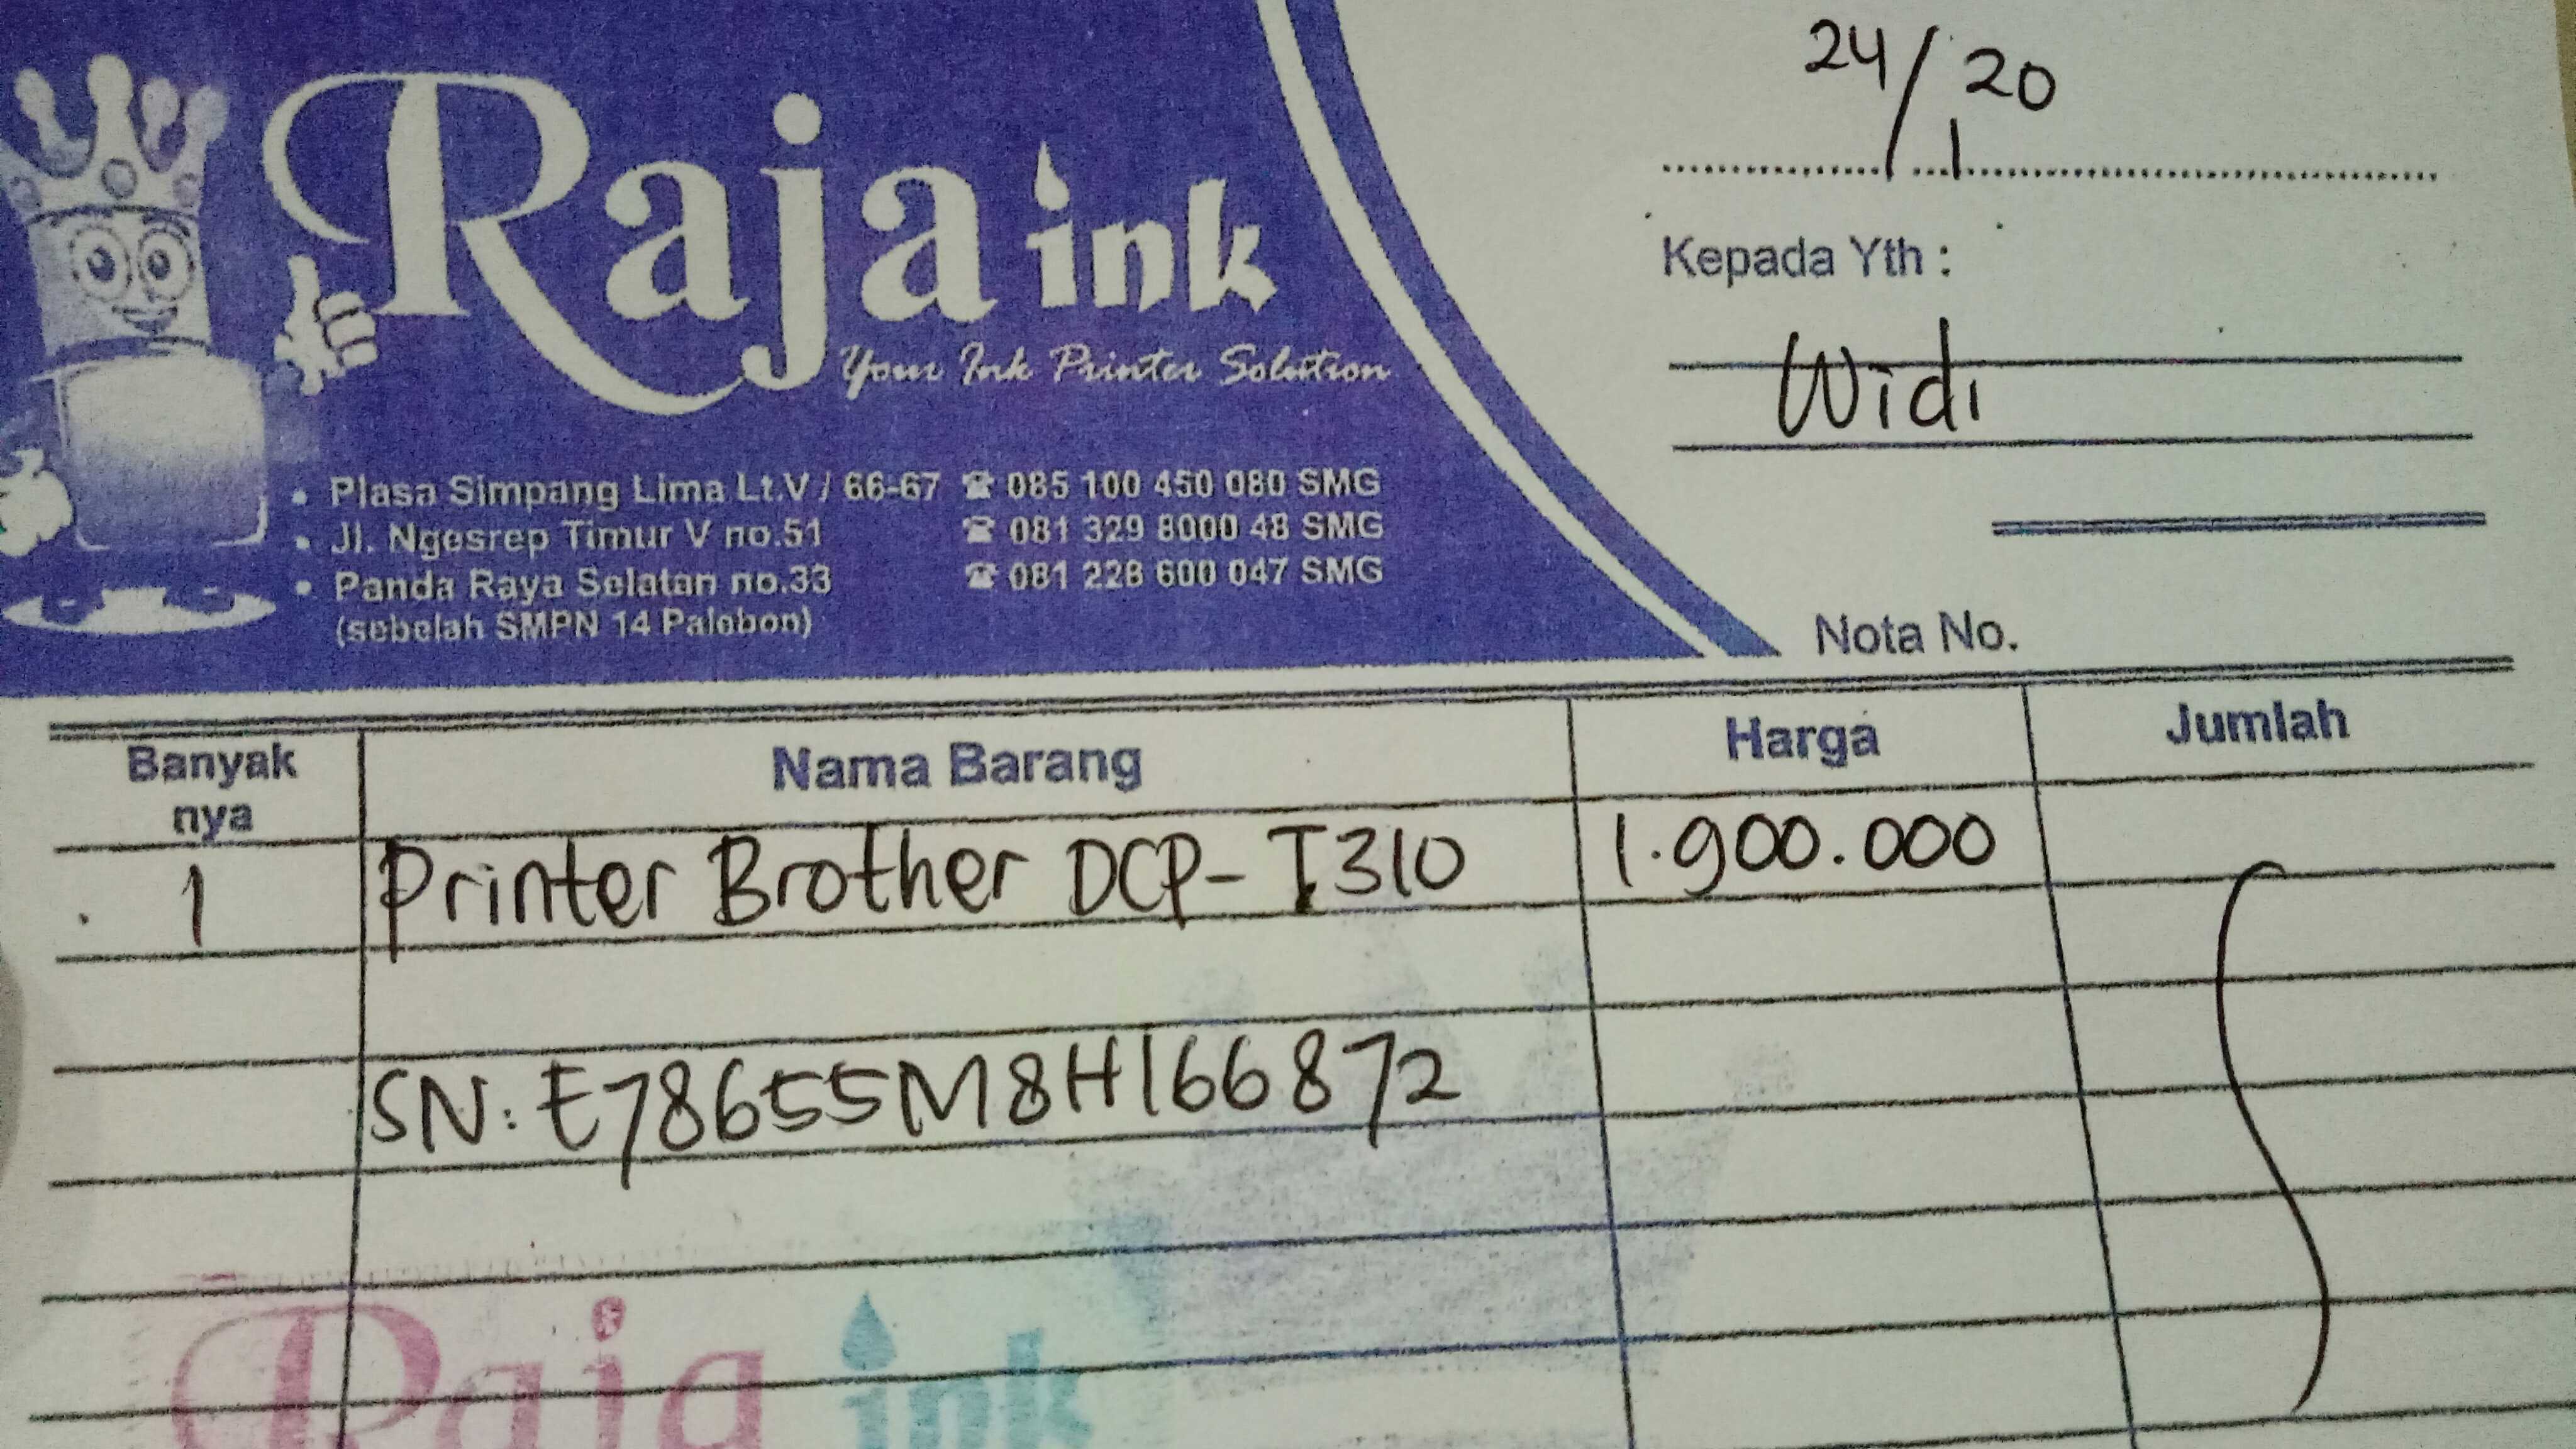 24/1 20
Raja ink
Your Ink Printer Solution
Kepada Yth :
Widi
• Plasa Simpang Lima Lt.V / 66-67 ☎ 085 100 450 080 SMG
• Jl. Ngesrep Timur V no.51 ☎ 081 329 8000 48 SMG
• Panda Raya Selatan no.33 ☎ 081 228 600 047 SMG
(sebelah SMPN 14 Palebon)
Nota No.
Banyak nya Nama Barang Harga Jumlah
1 Printer Brother DCP-T310 1.900.000
SN: E78655M8H166872
Raja ink